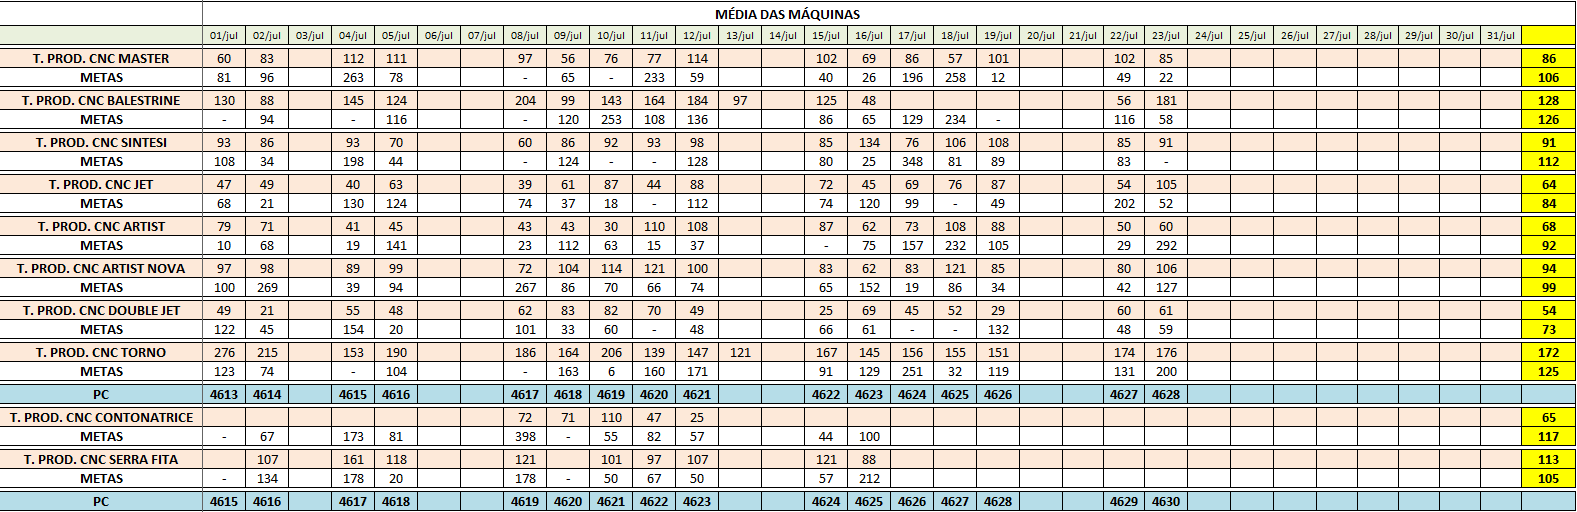 MÉDIA DAS MÁQUINAS
01/jul 02/jul 03/jul 04/jul 05/jul 06/jul 07/jul 08/jul 09/jul 10/jul 11/jul 12/jul 13/jul 14/jul 15/jul 16/jul 17/jul 18/jul 19/jul 20/jul 21/jul 22/jul 23/jul 24/jul 25/jul 26/jul 27/jul 28/jul 29/jul 30/jul 31/jul
T. PROD. CNC MASTER 60 83 112 111 97 56 76 77 114 102 69 86 57 101 102 85 86
METAS 81 96 263 78 - 65 - 233 59 40 26 196 258 12 49 22 106
T. PROD. CNC BALESTRINE 130 88 145 124 204 99 143 164 184 97 125 48 56 181 128
METAS - 94 - 116 - 120 253 108 136 86 65 129 234 - 116 58 126
T. PROD. CNC SINTESI 93 86 93 70 60 86 92 93 98 85 134 76 106 108 85 91 91
METAS 108 34 198 44 - 124 - - 128 80 25 348 81 89 83 - 112
T. PROD. CNC JET 47 49 40 63 39 61 87 44 88 72 45 69 76 87 54 105 64
METAS 68 21 130 124 74 37 18 - 112 74 120 99 - 49 202 52 84
T. PROD. CNC ARTIST 79 71 41 45 43 43 30 110 108 87 62 73 108 88 50 60 68
METAS 10 68 19 141 23 112 63 15 37 - 75 157 232 105 29 292 92
T. PROD. CNC ARTIST NOVA 97 98 89 99 72 104 114 121 100 83 62 83 121 85 80 106 94
METAS 100 269 39 94 267 86 70 66 74 65 152 19 86 34 42 127 99
T. PROD. CNC DOUBLE JET 49 21 55 48 62 83 82 70 49 25 69 45 52 29 60 61 54
METAS 122 45 154 20 101 33 60 - 48 66 61 - - 132 48 59 73
T. PROD. CNC TORNO 276 215 153 190 186 164 206 139 147 121 167 145 156 155 151 174 176 172
METAS 123 74 - 104 - 163 6 160 171 91 129 251 32 119 131 200 125
PC 4613 4614 4615 4616 4617 4618 4619 4620 4621 4622 4623 4624 4625 4626 4627 4628
T. PROD. CNC CONTONATRICE 72 71 110 47 25 65
METAS - 67 173 81 398 - 55 82 57 44 100 117
T. PROD. CNC SERRA FITA 107 161 118 121 101 97 107 121 88 113
METAS - 134 178 20 178 - 50 67 50 57 212 105
PC 4615 4616 4617 4618 4619 4620 4621 4622 4623 4624 4625 4626 4627 4628 4629 4630